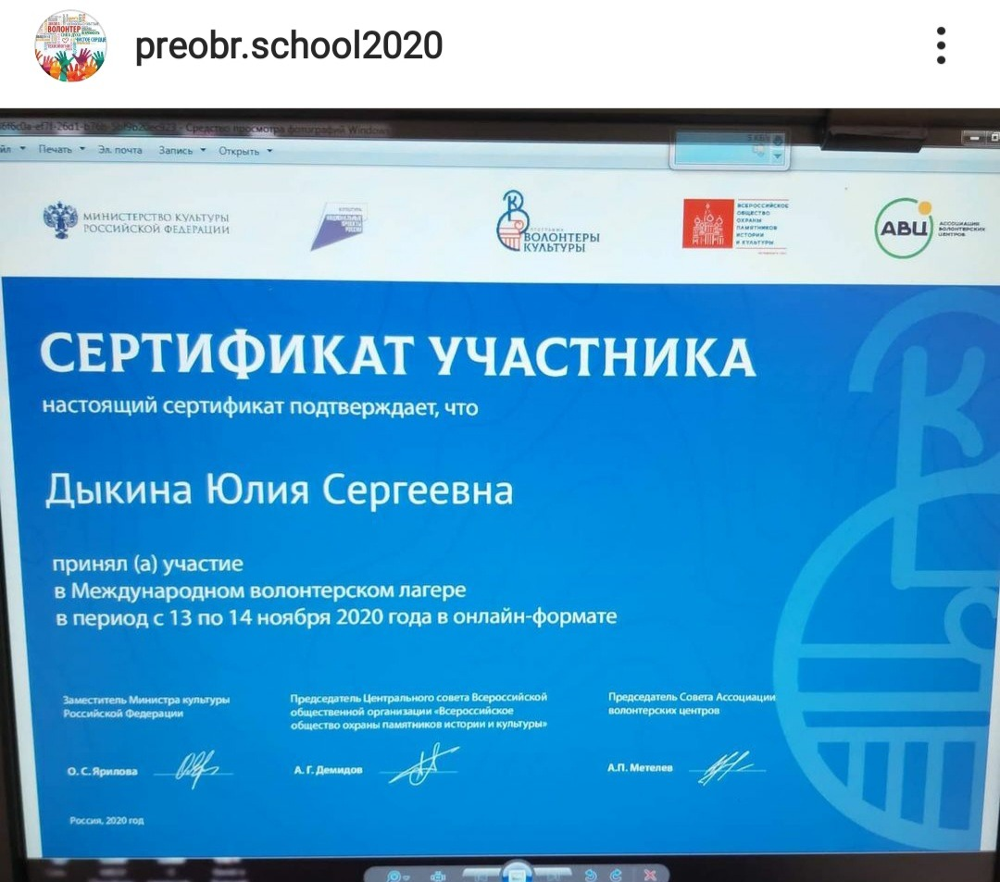 preobr.school2020
Средство просмотра фотографий Windows
Печать Эл. почта Запись Открыть
МИНИСТЕРСТВО КУЛЬТУРЫ
РОССИЙСКОЙ ФЕДЕРАЦИИ
НАЦИОНАЛЬНЫЕ
ПРОЕКТЫ
РОССИИ
ПРОГРАММА
ВОЛОНТЕРЫ
КУЛЬТУРЫ
ВСЕРОССИЙСКОЕ
ОБЩЕСТВО
ОХРАНЫ
ПАМЯТНИКОВ
ИСТОРИИ
И КУЛЬТУРЫ
АВЦ
АССОЦИАЦИЯ
ВОЛОНТЕРСКИХ
ЦЕНТРОВ
СЕРТИФИКАТ УЧАСТНИКА
настоящий сертификат подтверждает, что
Дыкина Юлия Сергеевна
принял (а) участие
в Международном волонтерском лагере
в период с 13 по 14 ноября 2020 года в онлайн-формате
Заместитель Министра культуры
Российской Федерации
О. С. Ярилова
Председатель Центрального совета Всероссийской
общественной организации «Всероссийское
общество охраны памятников истории и культуры»
А. Г. Демидов
Председатель Совета Ассоциации
волонтерских центров
А.П. Метелев
Россия, 2020 год